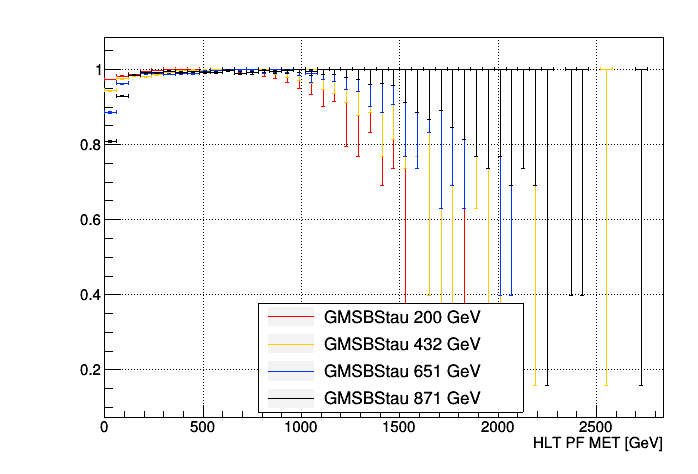 1
0.8
0.6
0.4
0.2
GMSBStau 200 GeV
GMSBStau 432 GeV
GMSBStau 651 GeV
GMSBStau 871 GeV
0 500 1000 1500 2000 2500
HLT PF MET [GeV]